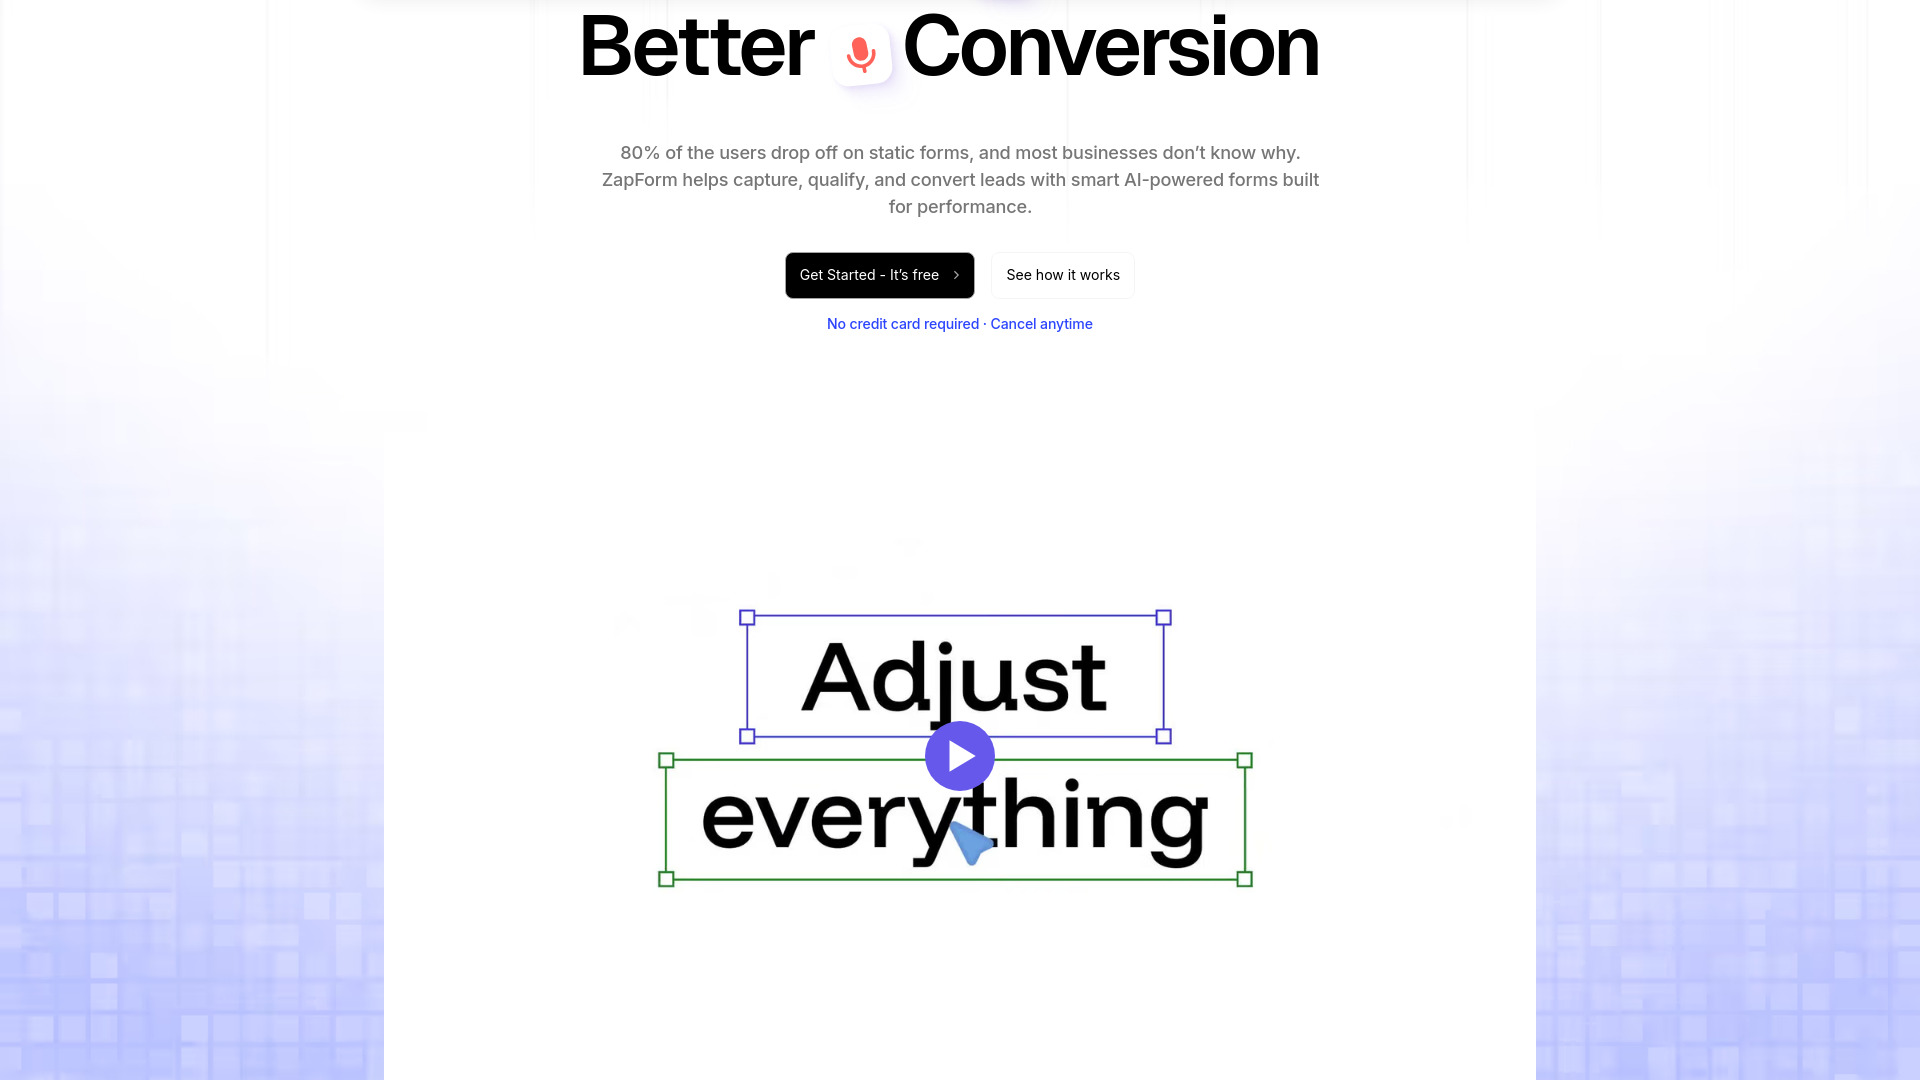 Better Conversion
80% of the users drop off on static forms, and most businesses don’t know why.
ZapForm helps capture, qualify, and convert leads with smart AI-powered forms built
for performance.
Get Started - It’s free
See how it works
No credit card required · Cancel anytime
Adjust
everything